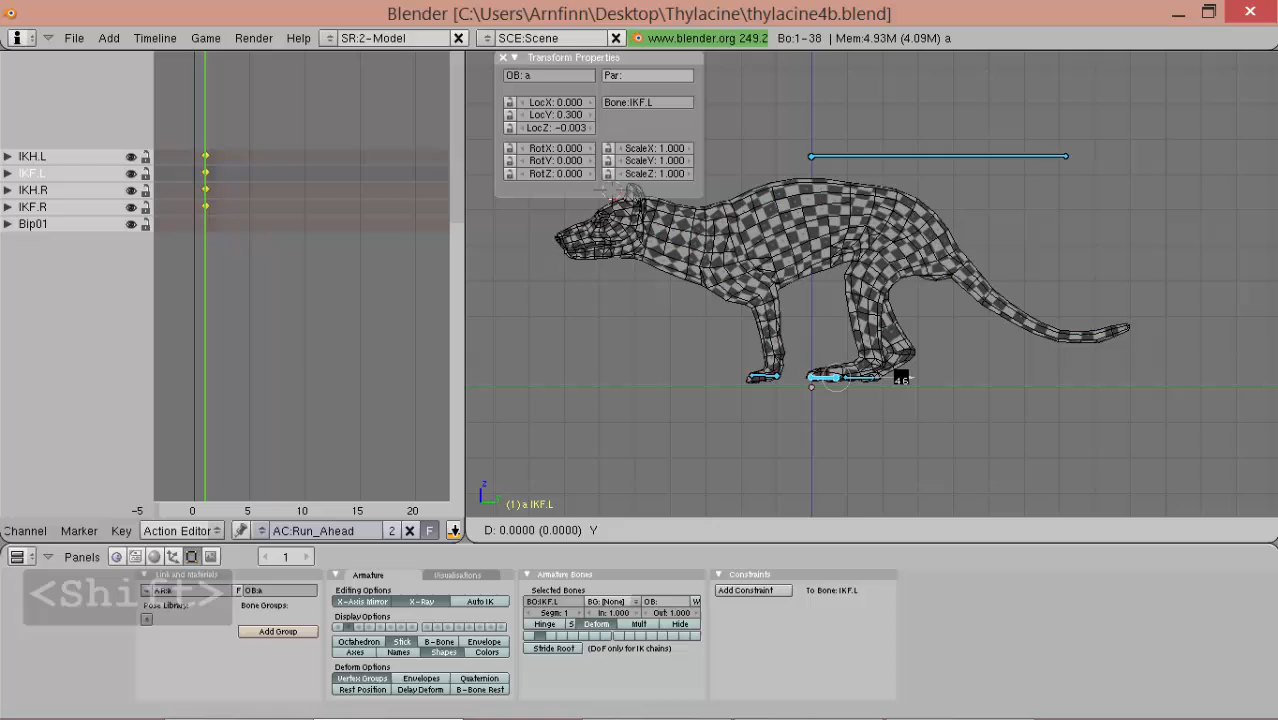 Blender [C:\Users\Arnfinn\Desktop\Thylacine\thylacine4b.blend]
File Add Timeline Game Render Help SR:2-Model SCE:Scene www.blender.org 249.2 Bo:1-38 | Mem:4.93M (4.09M) a
Transform Properties
OB: a Par:
LocX: 0.000 Bone:IKF.L
LocY: 0.300
LocZ: -0.003
RotX: 0.000 ScaleX: 1.000
RotY: 0.000 ScaleY: 1.000
RotZ: 0.000 ScaleZ: 1.000
IKH.L
IKF.L
IKH.R
IKF.R
Bip01
-5 0 5 10 15 20
z
(1) a IKF.L
Channel Marker Key Action Editor AC:Run_Ahead 2 F
D: 0.0000 (0.0000) Y
Panels 1
Link and Materials
F OB:a
Pose Library: Bone Groups:
Add Group
<Shift>
Armature Visualisations
Editing Options
X-Axis Mirror X-Ray Auto IK
Display Options
Octahedron Stick B-Bone Envelope
Axes Names Shapes Colors
Deform Options
Vertex Groups Envelopes Quaternion
Rest Position Delay Deform B-Bone Rest
Armature Bones
Selected Bones
BO:IKF.L BG: [None] OB: W
Segm: 1 In: 1.000 Out: 1.000
Hinge S Deform Mult Hide
Stride Root (DoF only for IK chains)
Constraints
Add Constraint To Bone: IKF.L